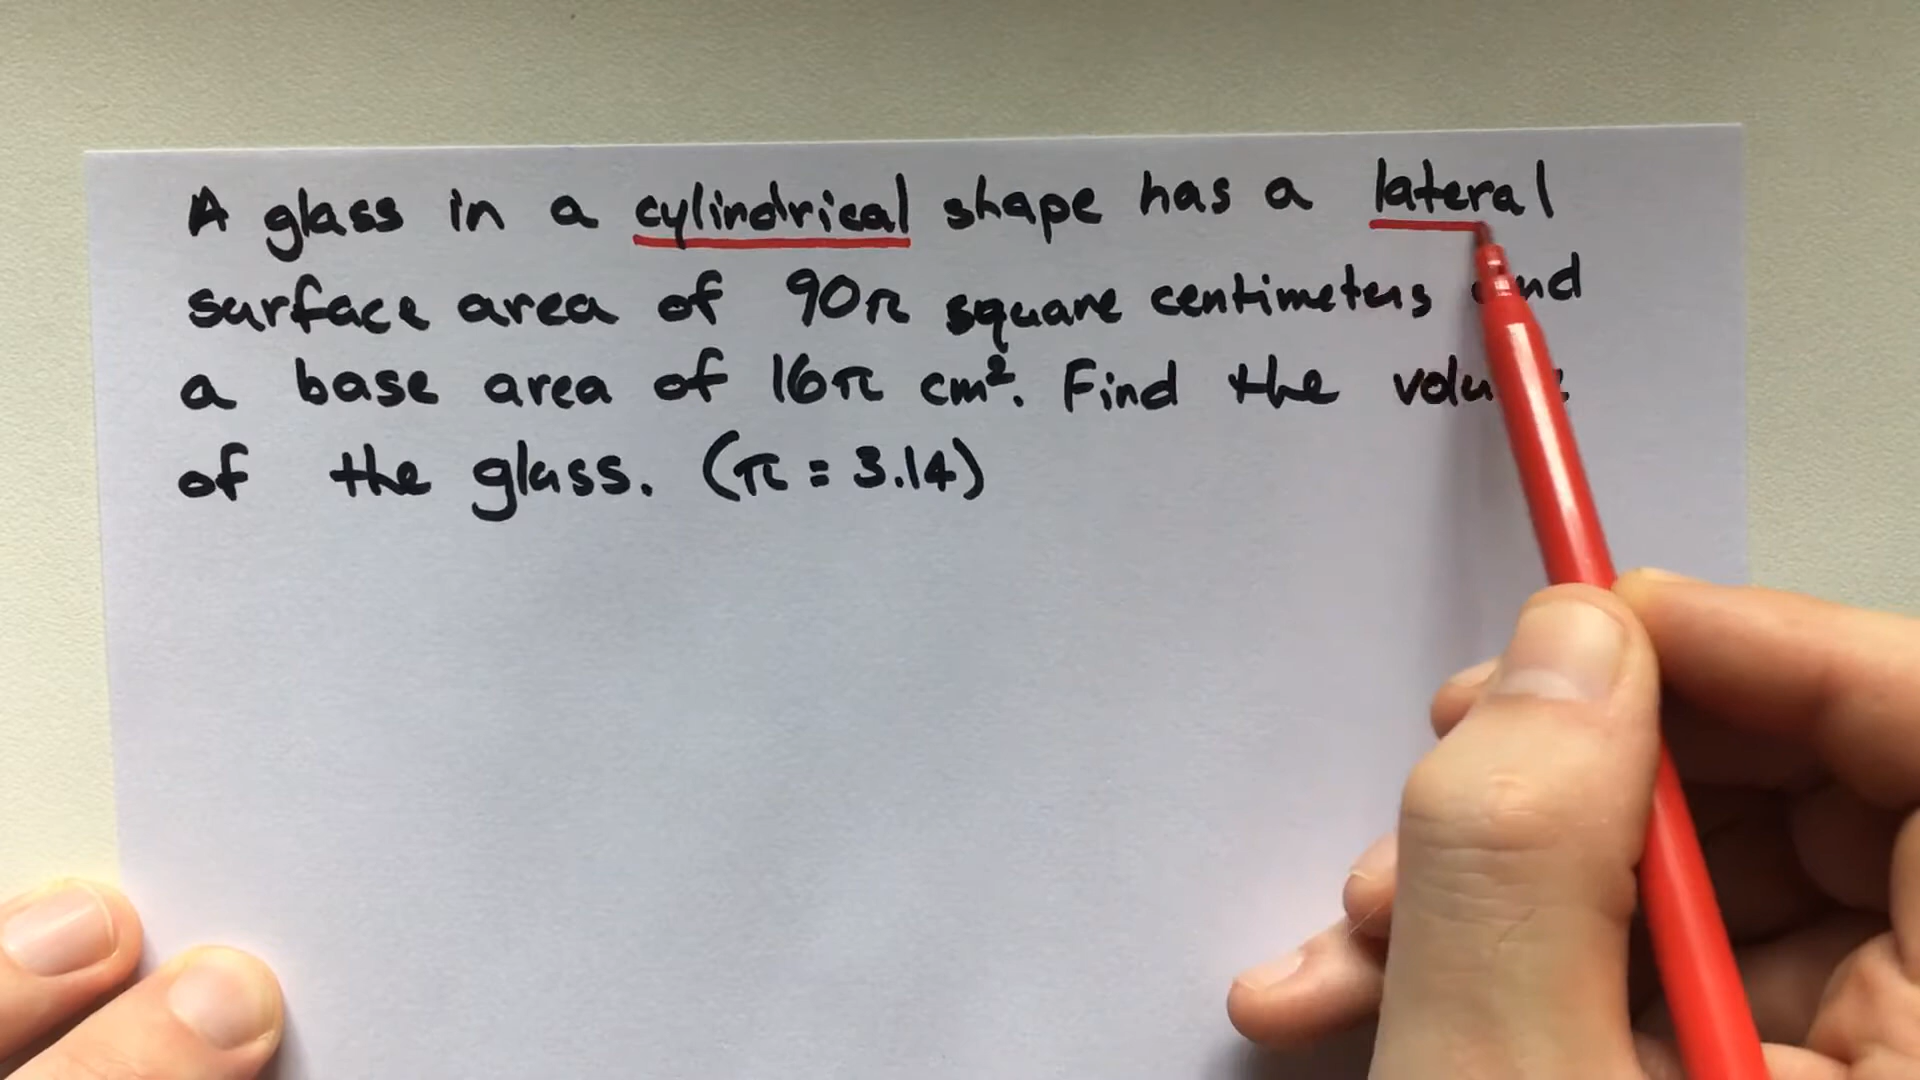 A glass in a cylindrical shape has a lateral
surface area of 90π square centimeters and
a base area of 16π cm². Find the
of the glass. (π = 3.14)